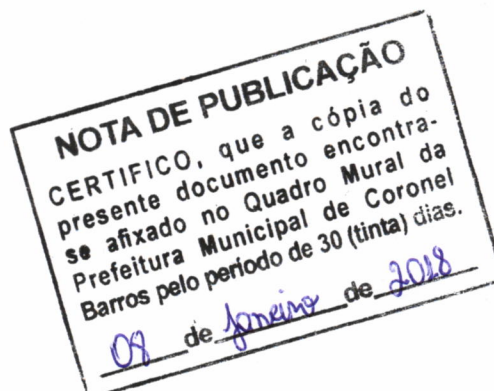 NOTA DE PUBLICAÇÃO
CERTIFICO, que a cópia do
presente documento encontra-
se afixado no Quadro Mural da
Prefeitura Municipal de Coronel
Barros pelo período de 30 (tinta) dias.
08 de Janeiro de 2018